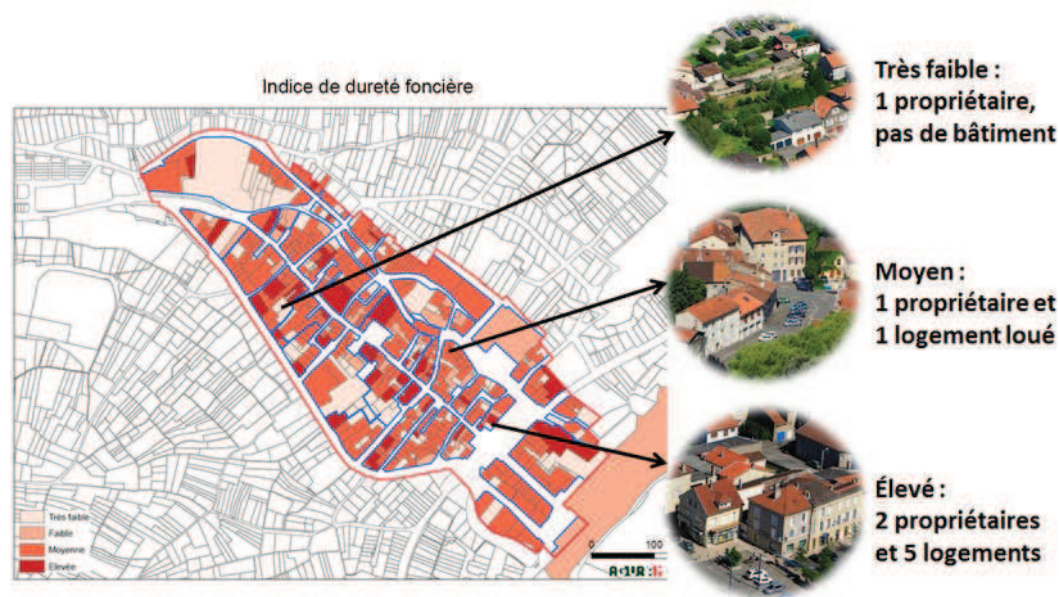 Indice de dureté foncière
Très faible :
1 propriétaire,
pas de bâtiment
Moyen :
1 propriétaire et
1 logement loué
Élevé :
2 propriétaires
et 5 logements
Très faible
Faible
Moyenne
Elevée
0 100